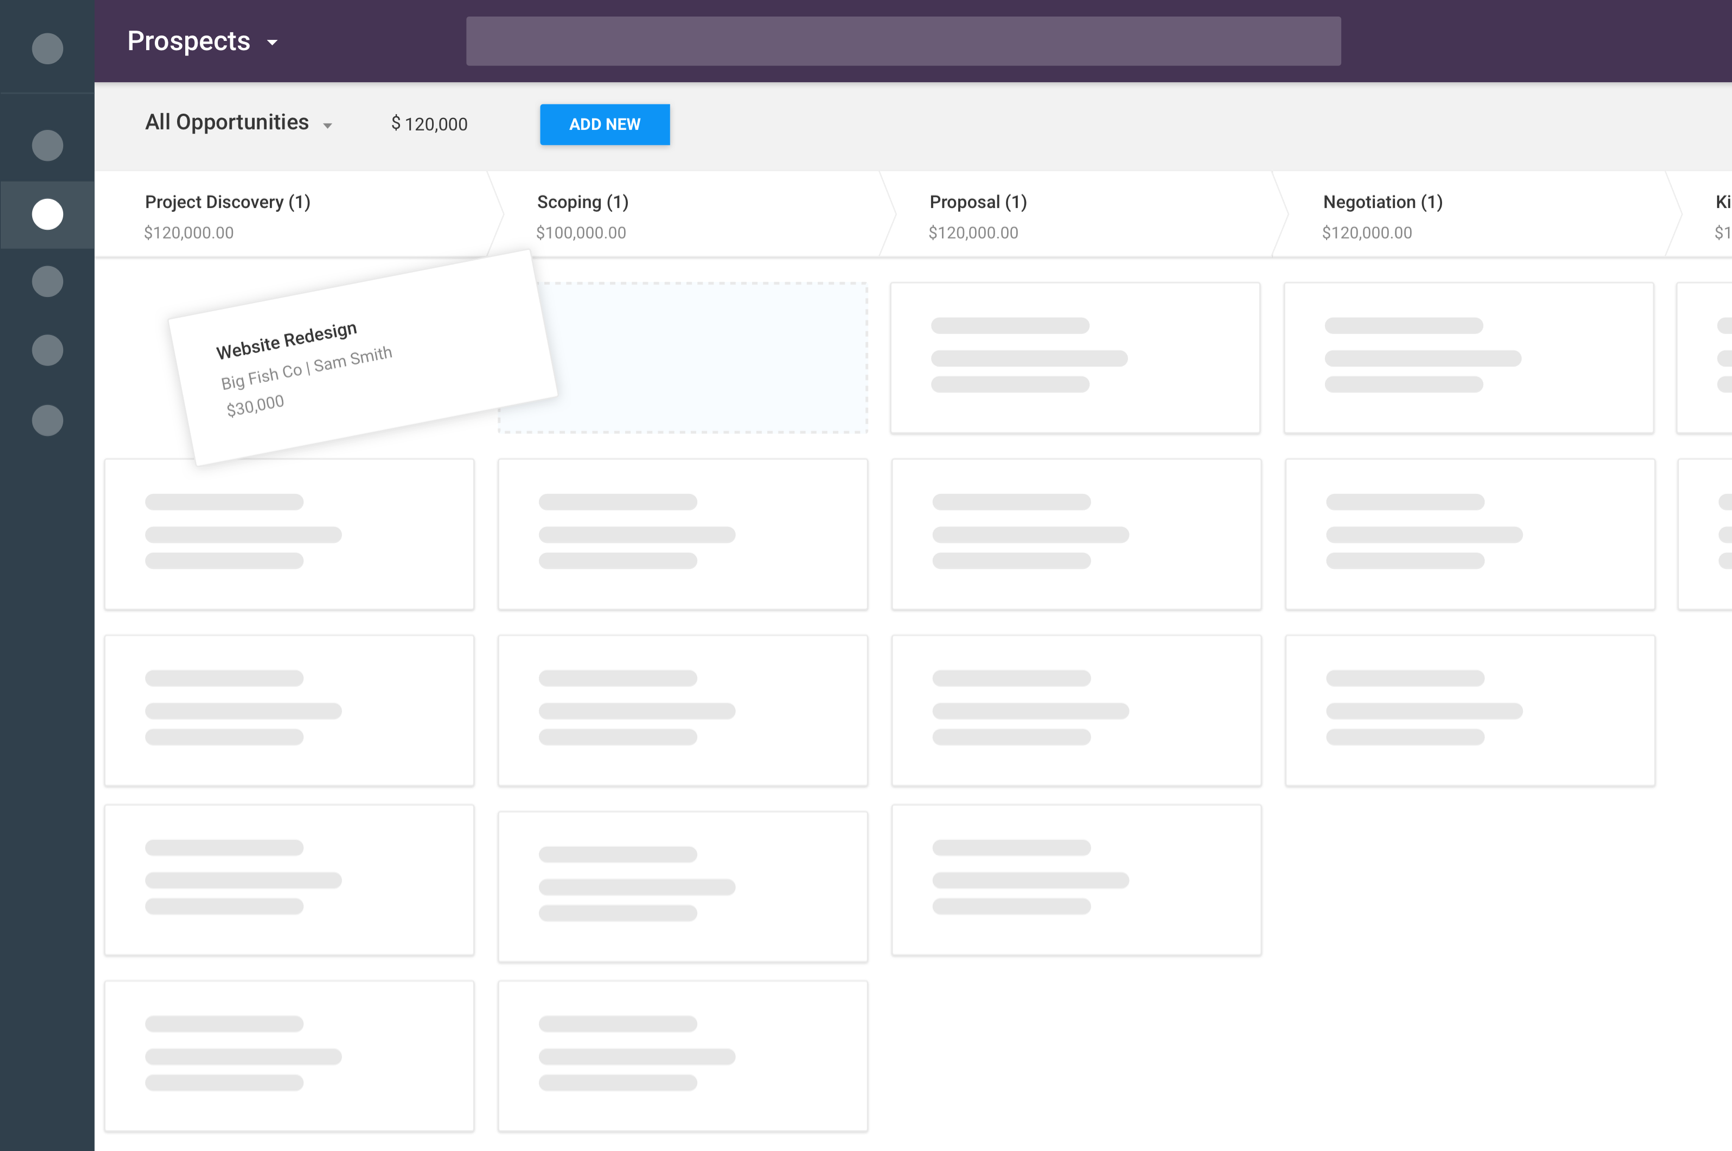 Prospects
All Opportunities
$ 120,000
ADD NEW
Project Discovery (1)
$120,000.00
Scoping (1)
$100,000.00
Proposal (1)
$120,000.00
Negotiation (1)
$120,000.00
Ki
$1
Website Redesign
Big Fish Co | Sam Smith
$30,000